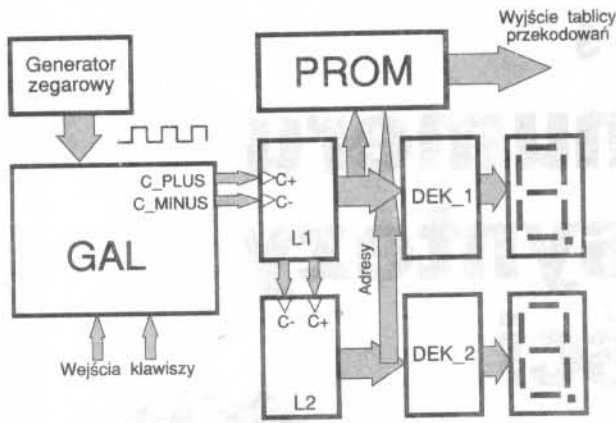 Wyjście tablicy
przekodowań
Generator
zegarowy
PROM
C_PLUS
C_MINUS
GAL
C+
C-
L1
DEK_1
Adresy
C-
C+
L2
DEK_2
Wejścia klawiszy